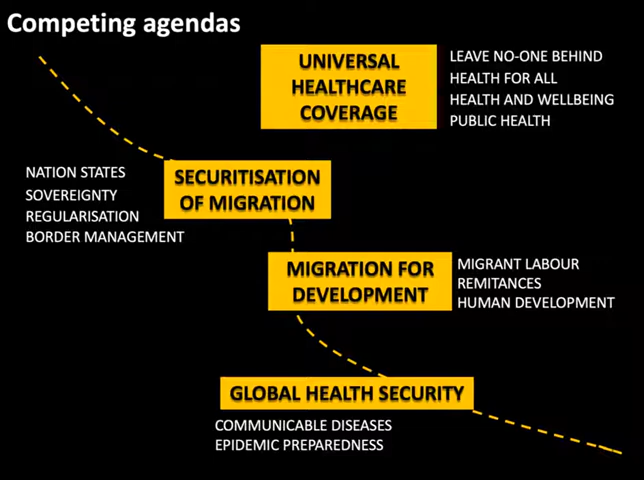 Competing agendas
UNIVERSAL
HEALTHCARE
COVERAGE
LEAVE NO-ONE BEHIND
HEALTH FOR ALL
HEALTH AND WELLBEING
PUBLIC HEALTH
NATION STATES
SOVEREIGNTY
REGULARISATION
BORDER MANAGEMENT
SECURITISATION
OF MIGRATION
MIGRATION FOR
DEVELOPMENT
MIGRANT LABOUR
REMITANCES
HUMAN DEVELOPMENT
GLOBAL HEALTH SECURITY
COMMUNICABLE DISEASES
EPIDEMIC PREPAREDNESS